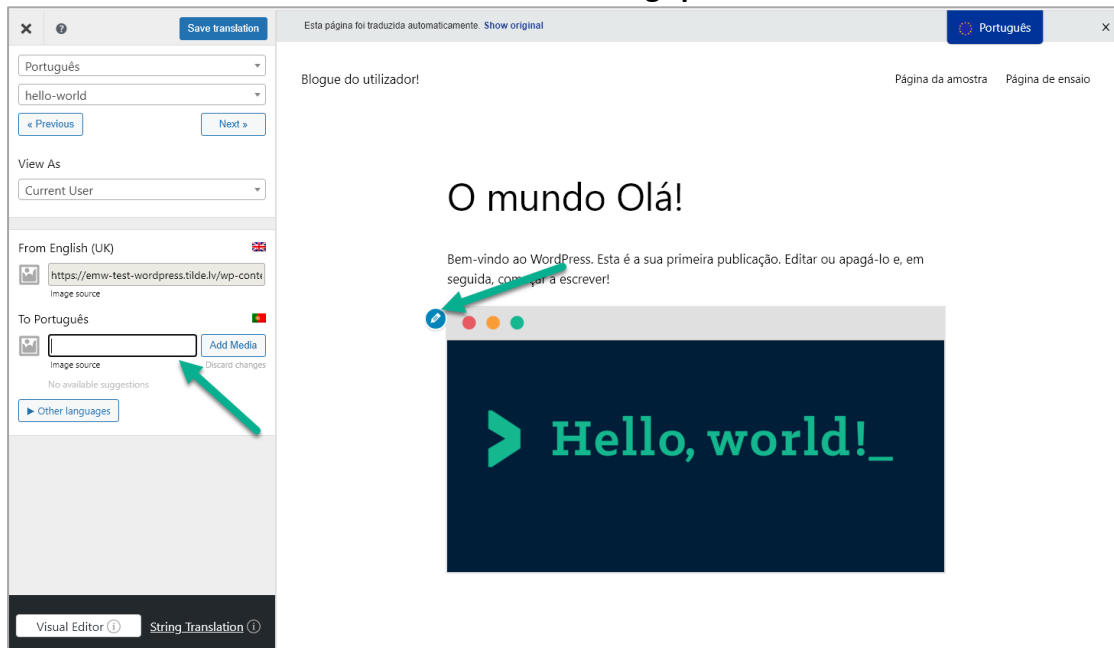 Save translation
Esta página foi traduzida automaticamente. Show original
Português
Português
Blogue do utilizador!
Página da amostra Página de ensaio
hello-world
« Previous
Next »
View As
Current User
O mundo Olá!
From English (UK)
https://emw-test-wordpress.tilde.lv/wp-conte
Image source
Bem-vindo ao WordPress. Esta é a sua primeira publicação. Editar ou apagá-lo e, em
seguida, começar a escrever!
To Português
Add Media
Image source
Discard changes
No available suggestions
Other languages
Hello, world!_
Visual Editor
String Translation